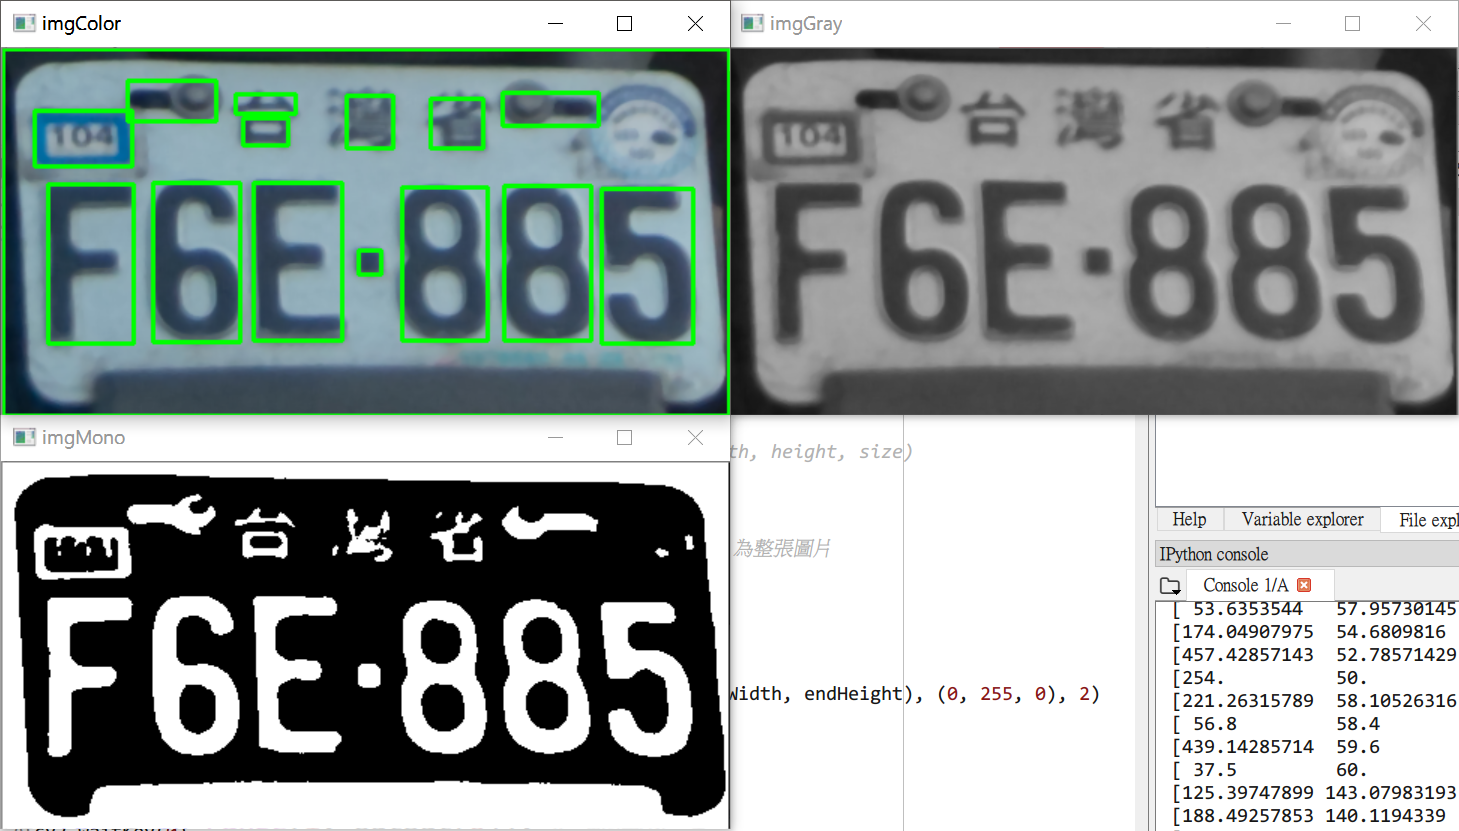 imgColor
台灣省
104
F6E·885
imgGray
台灣省
104
F6E·885
imgMono
台
F6E·885
th, height, size)
為整張圖片
Width, endHeight), (0, 255, 0), 2)
Help Variable explorer File expl
IPython console
Console 1/A
[ 53.6353544 57.95730145
[174.04907975 54.6809816
[457.42857143 52.78571429
[254. 50.
[221.26315789 58.10526316
[ 56.8 58.4
[439.14285714 59.6
[ 37.5 60.
[125.39747899 143.07983193
[188.49257853 140.1194339